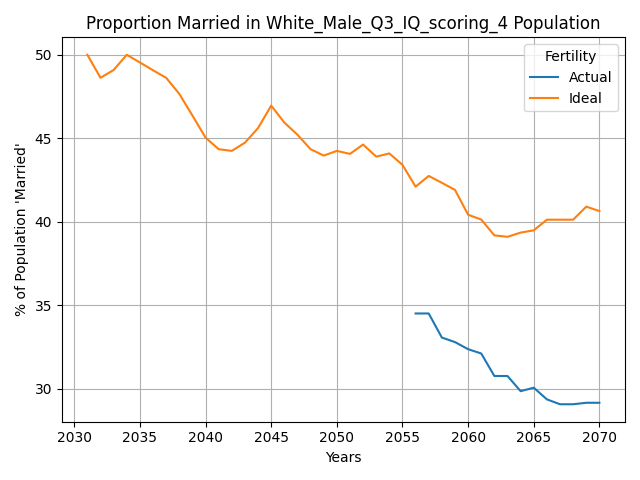 Proportion Married in White_Male_Q3_IQ_scoring_4 Population
% of Population 'Married'
50
45
40
35
30
Fertility
Actual
Ideal
2030 2035 2040 2045 2050 2055 2060 2065 2070
Years